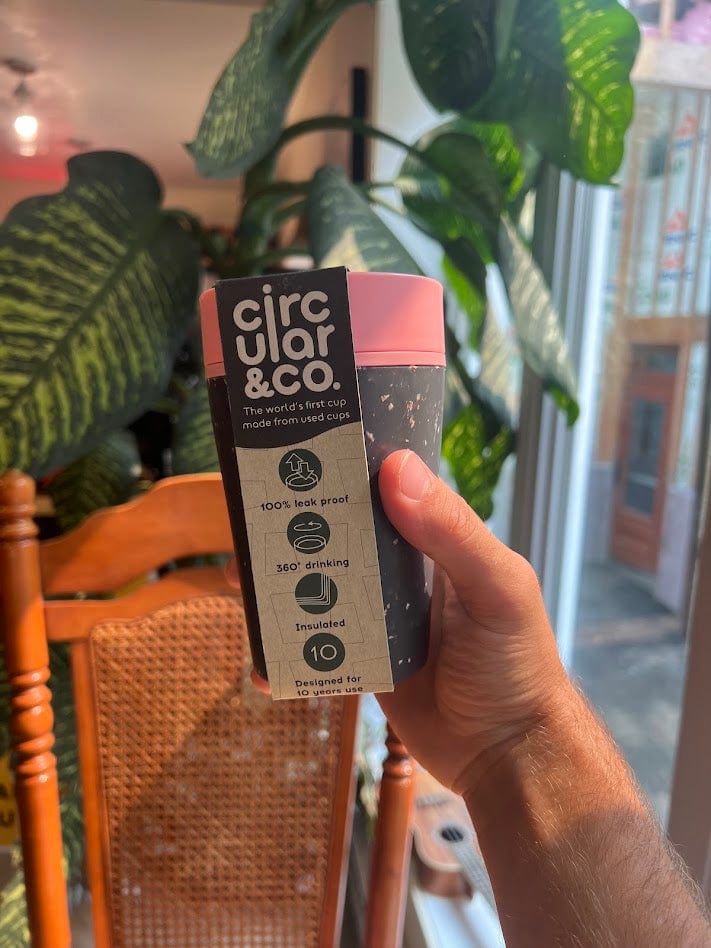 circ
ular
&co.
The world's first cup
made from used cups
100% leak proof
360° drinking
Insulated
10
Designed for
10 years use